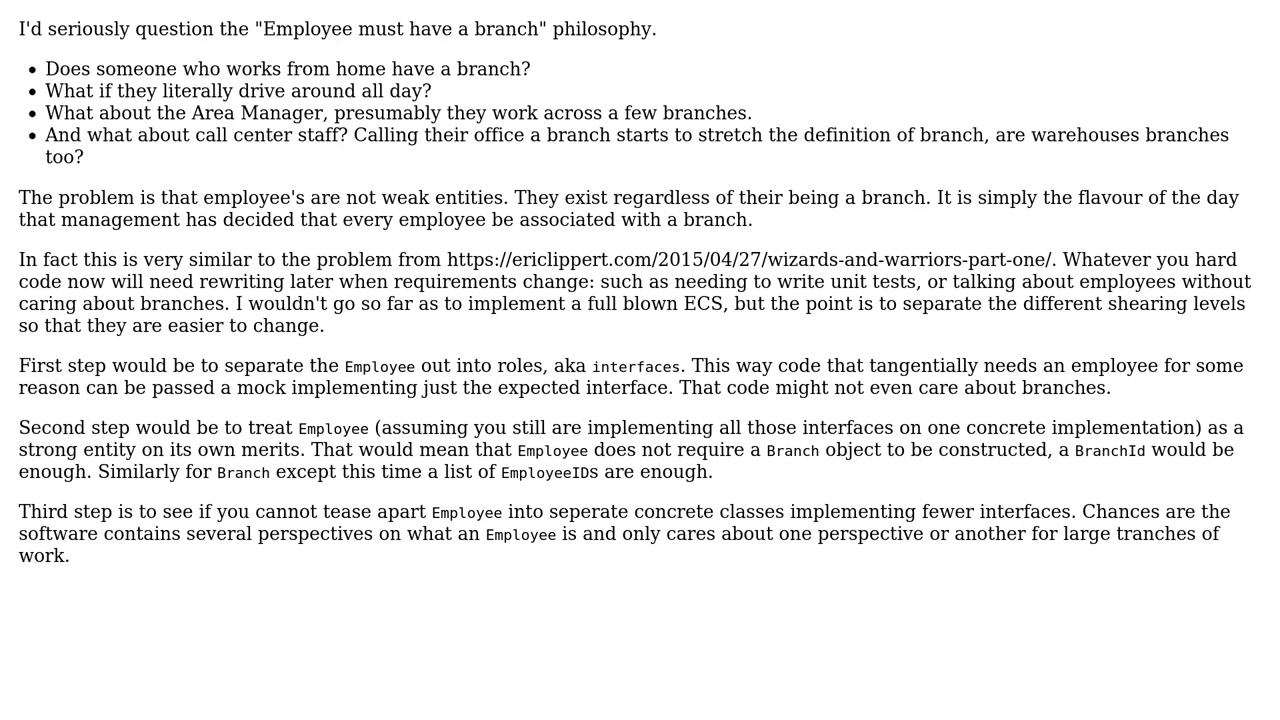 I'd seriously question the "Employee must have a branch" philosophy.
• Does someone who works from home have a branch?
• What if they literally drive around all day?
• What about the Area Manager, presumably they work across a few branches.
• And what about call center staff? Calling their office a branch starts to stretch the definition of branch, are warehouses branches
too?
The problem is that employee's are not weak entities. They exist regardless of their being a branch. It is simply the flavour of the day
that management has decided that every employee be associated with a branch.
In fact this is very similar to the problem from https://ericlippert.com/2015/04/27/wizards-and-warriors-part-one/. Whatever you hard
code now will need rewriting later when requirements change: such as needing to write unit tests, or talking about employees without
caring about branches. I wouldn't go so far as to implement a full blown ECS, but the point is to separate the different shearing levels
so that they are easier to change.
First step would be to separate the Employee out into roles, aka interfaces. This way code that tangentially needs an employee for some
reason can be passed a mock implementing just the expected interface. That code might not even care about branches.
Second step would be to treat Employee (assuming you still are implementing all those interfaces on one concrete implementation) as a
strong entity on its own merits. That would mean that Employee does not require a Branch object to be constructed, a BranchId would be
enough. Similarly for Branch except this time a list of EmployeeIDs are enough.
Third step is to see if you cannot tease apart Employee into seperate concrete classes implementing fewer interfaces. Chances are the
software contains several perspectives on what an Employee is and only cares about one perspective or another for large tranches of
work.